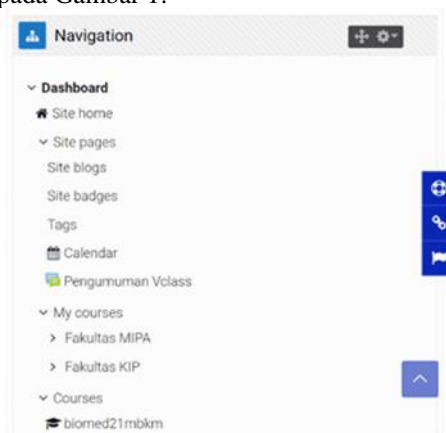 pada Gambar 1.
Navigation
Dashboard
Site home
Site pages
Site blogs
Site badges
Tags
Calendar
Pengumuman Vclass
My courses
Fakultas MIPA
Fakultas KIP
Courses
biomed21mbkm